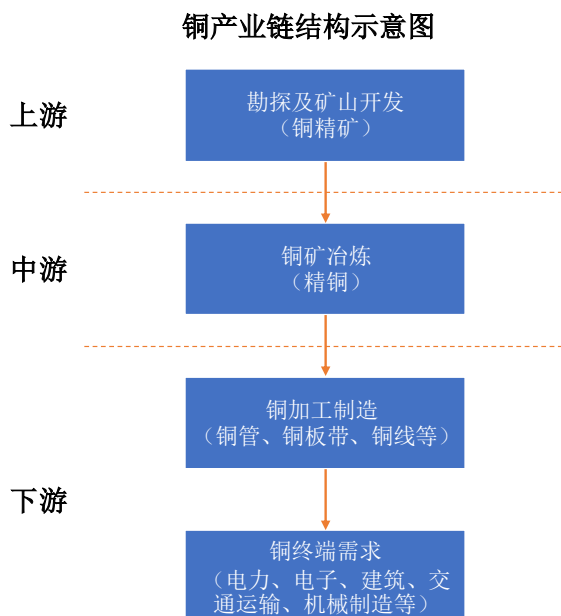 铜产业链结构示意图
上游
勘探及矿山开发
（铜精矿）
中游
铜矿冶炼
（精铜）
铜加工制造
（铜管、铜板带、铜线等）
下游
铜终端需求
（电力、电子、建筑、交
通运输、机械制造等）